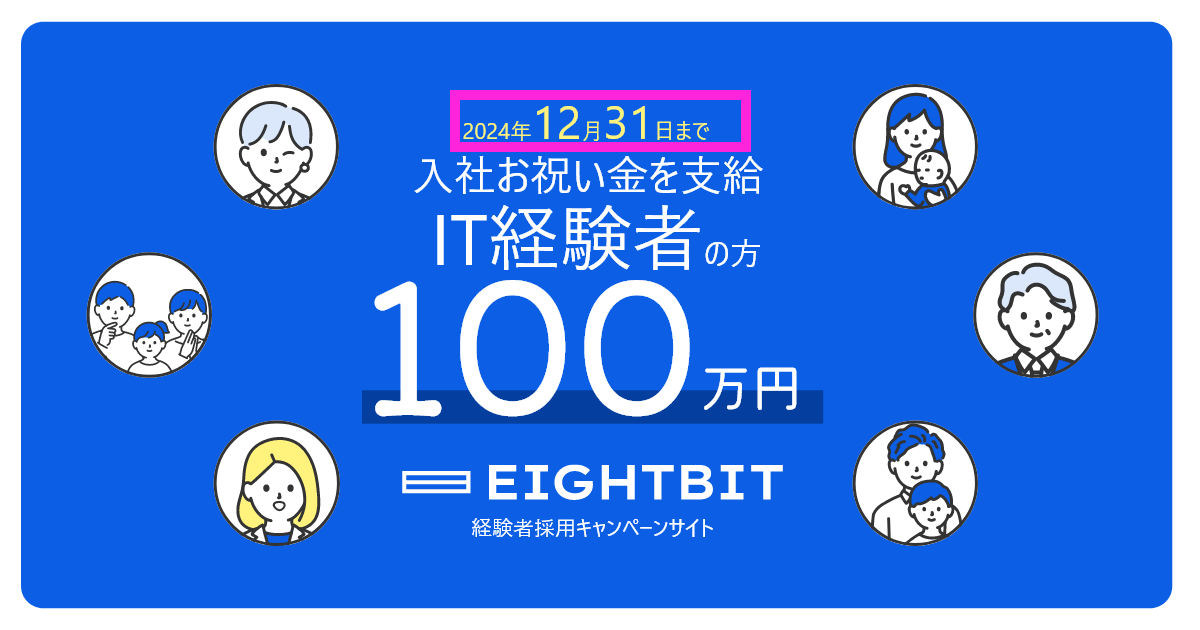 2024年12月31日まで
入社お祝い金を支給
IT経験者の方
100万円
EIGHTBIT
経験者採用キャンペーンサイト